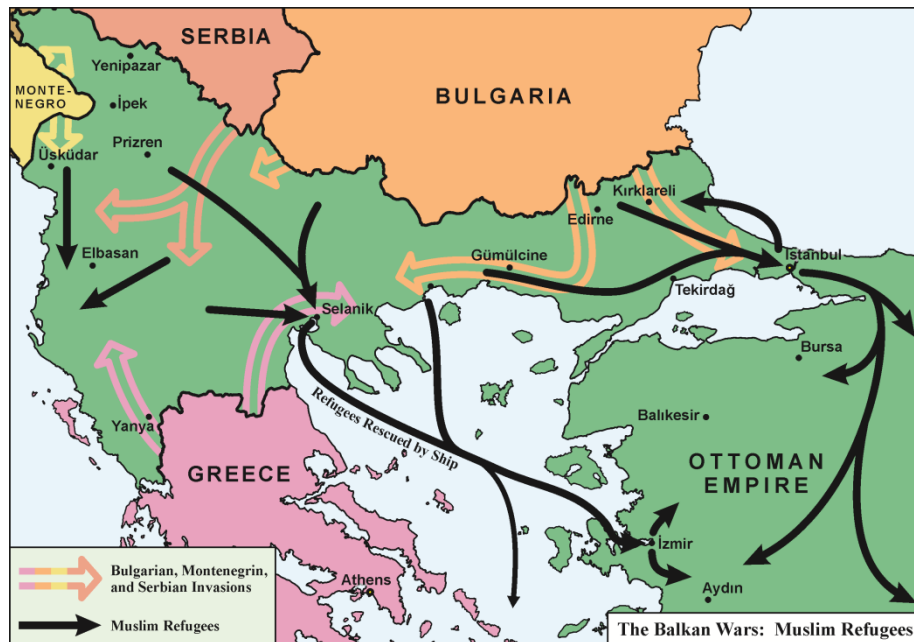 SERBIA
Yenipazar
MONTE-
NEGRO
İpek
BULGARIA
Prizren
Üsküdar
Kırklareli
Edirne
Elbasan
Gümülcine
İstanbul
Tekirdağ
Selanik
Bursa
Refugees Rescued by Ship
Yanya
Balıkesir
GREECE
OTTOMAN
EMPIRE
İzmir
Bulgarian, Montenegrin,
and Serbian Invasions
Athens
Aydın
Muslim Refugees
The Balkan Wars: Muslim Refugees